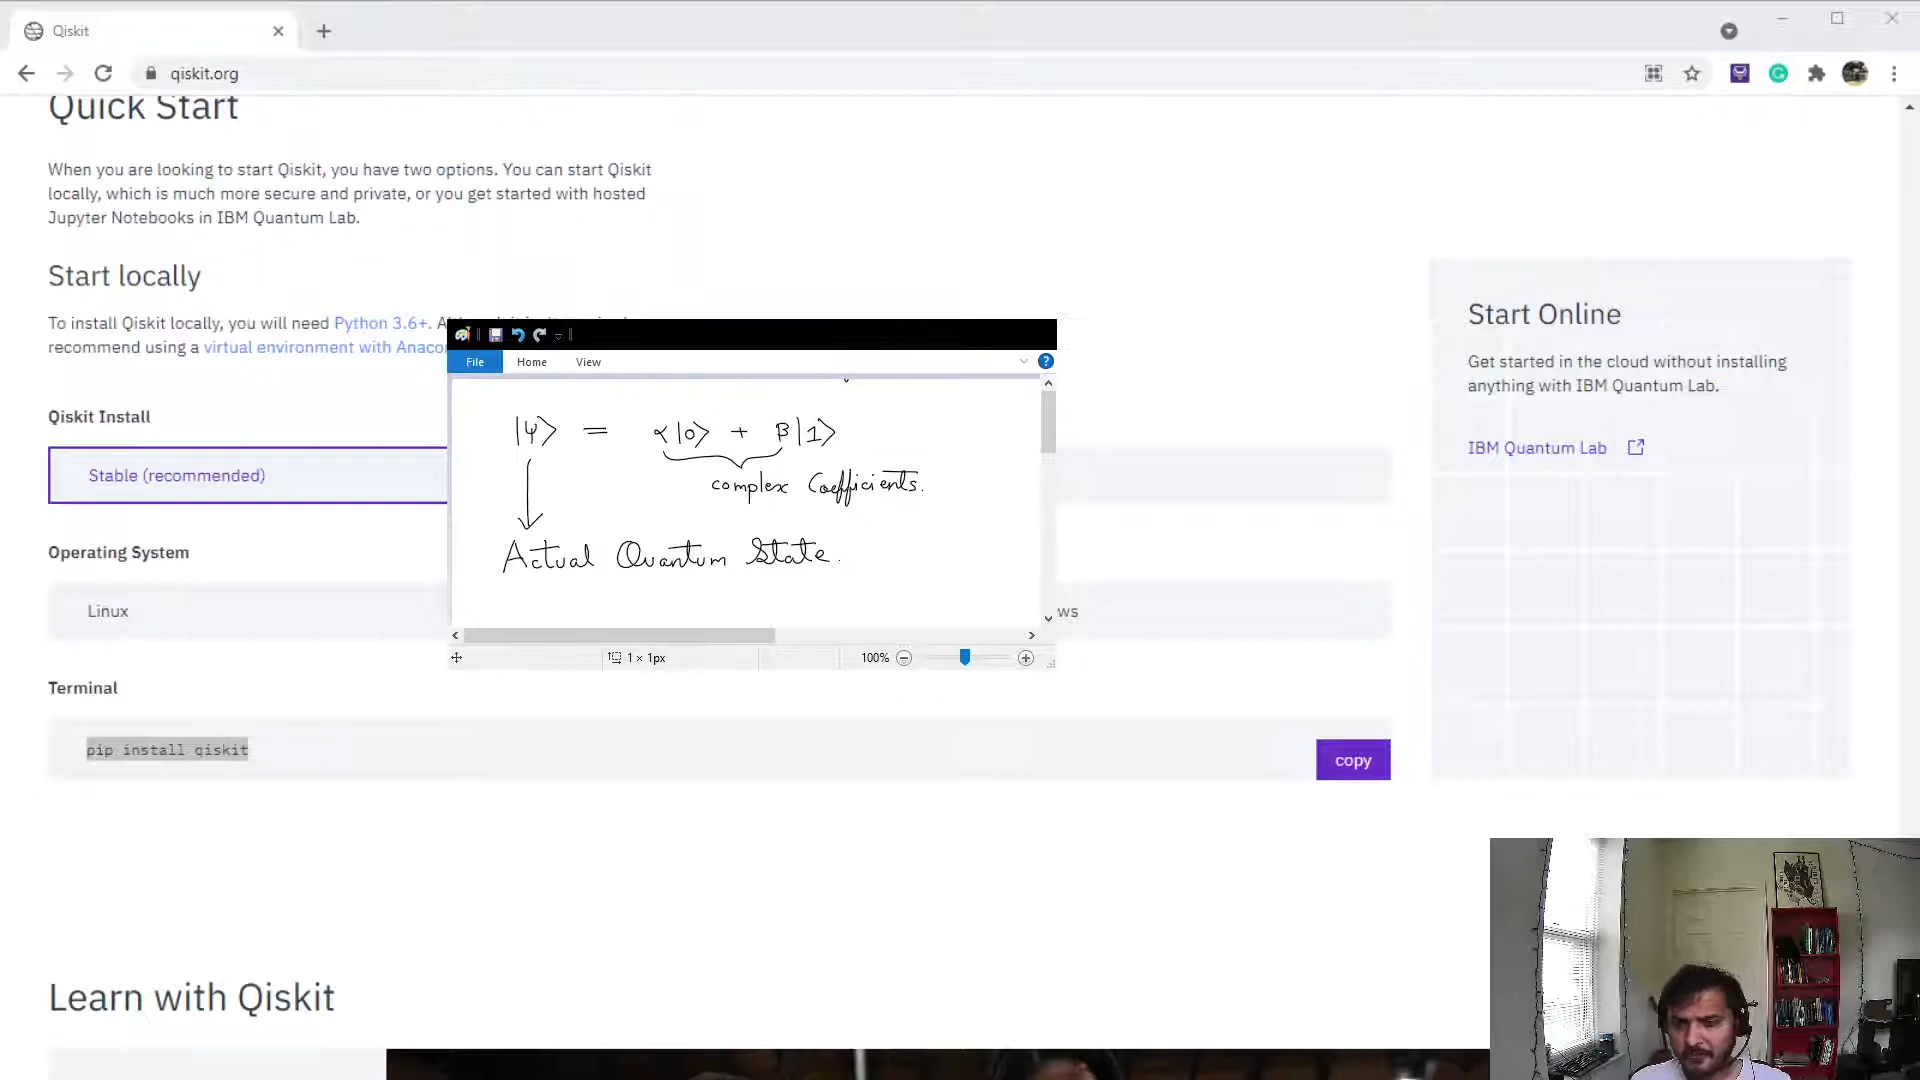 Qiskit
qiskit.org
Quick Start
When you are looking to start Qiskit, you have two options. You can start Qiskit
locally, which is much more secure and private, or you get started with hosted
Jupyter Notebooks in IBM Quantum Lab.
Start locally
To install Qiskit locally, you will need Python 3.6+.
recommend using a virtual environment with
Qiskit Install
Stable (recommended)
Operating System
Linux
ws
Terminal
pip install qiskit
copy
Start Online
Get started in the cloud without installing
anything with IBM Quantum Lab.
IBM Quantum Lab
File Home View
|ψ⟩ = α|0⟩ + β|1⟩
complex Coefficients.
Actual Quantum State.
1 × 1px
100%
Learn with Qiskit